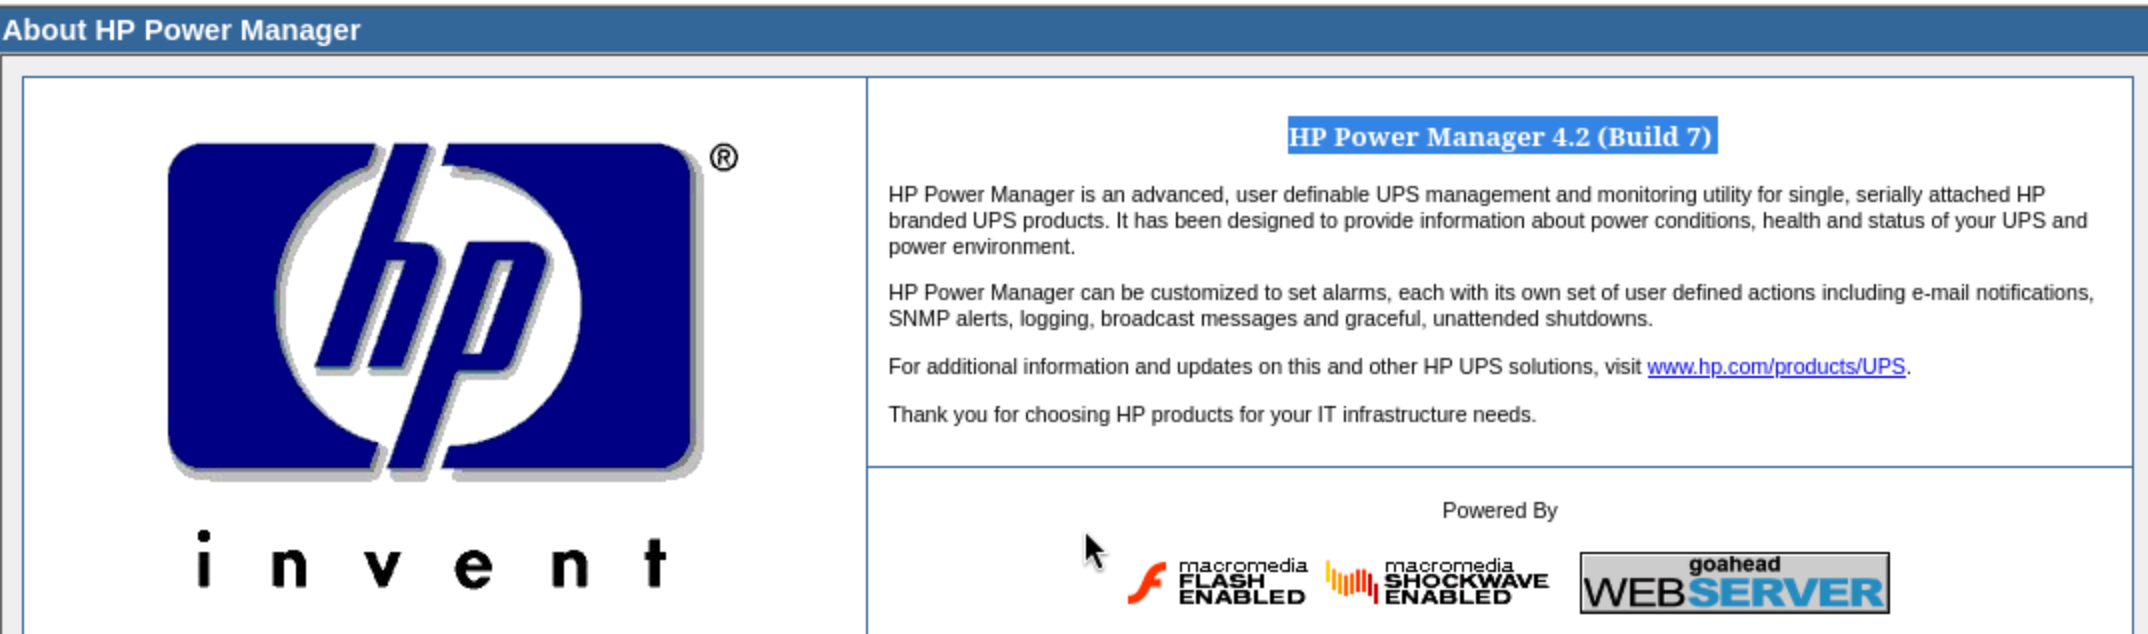 About HP Power Manager
hp
®
invent
HP Power Manager 4.2 (Build 7)
HP Power Manager is an advanced, user definable UPS management and monitoring utility for single, serially attached HP
branded UPS products. It has been designed to provide information about power conditions, health and status of your UPS and
power environment.
HP Power Manager can be customized to set alarms, each with its own set of user defined actions including e-mail notifications,
SNMP alerts, logging, broadcast messages and graceful, unattended shutdowns.
For additional information and updates on this and other HP UPS solutions, visit www.hp.com/products/UPS.
Thank you for choosing HP products for your IT infrastructure needs.
Powered By
macromedia
FLASH
ENABLED
macromedia
SHOCKWAVE
ENABLED
goahead
WEBSERVER